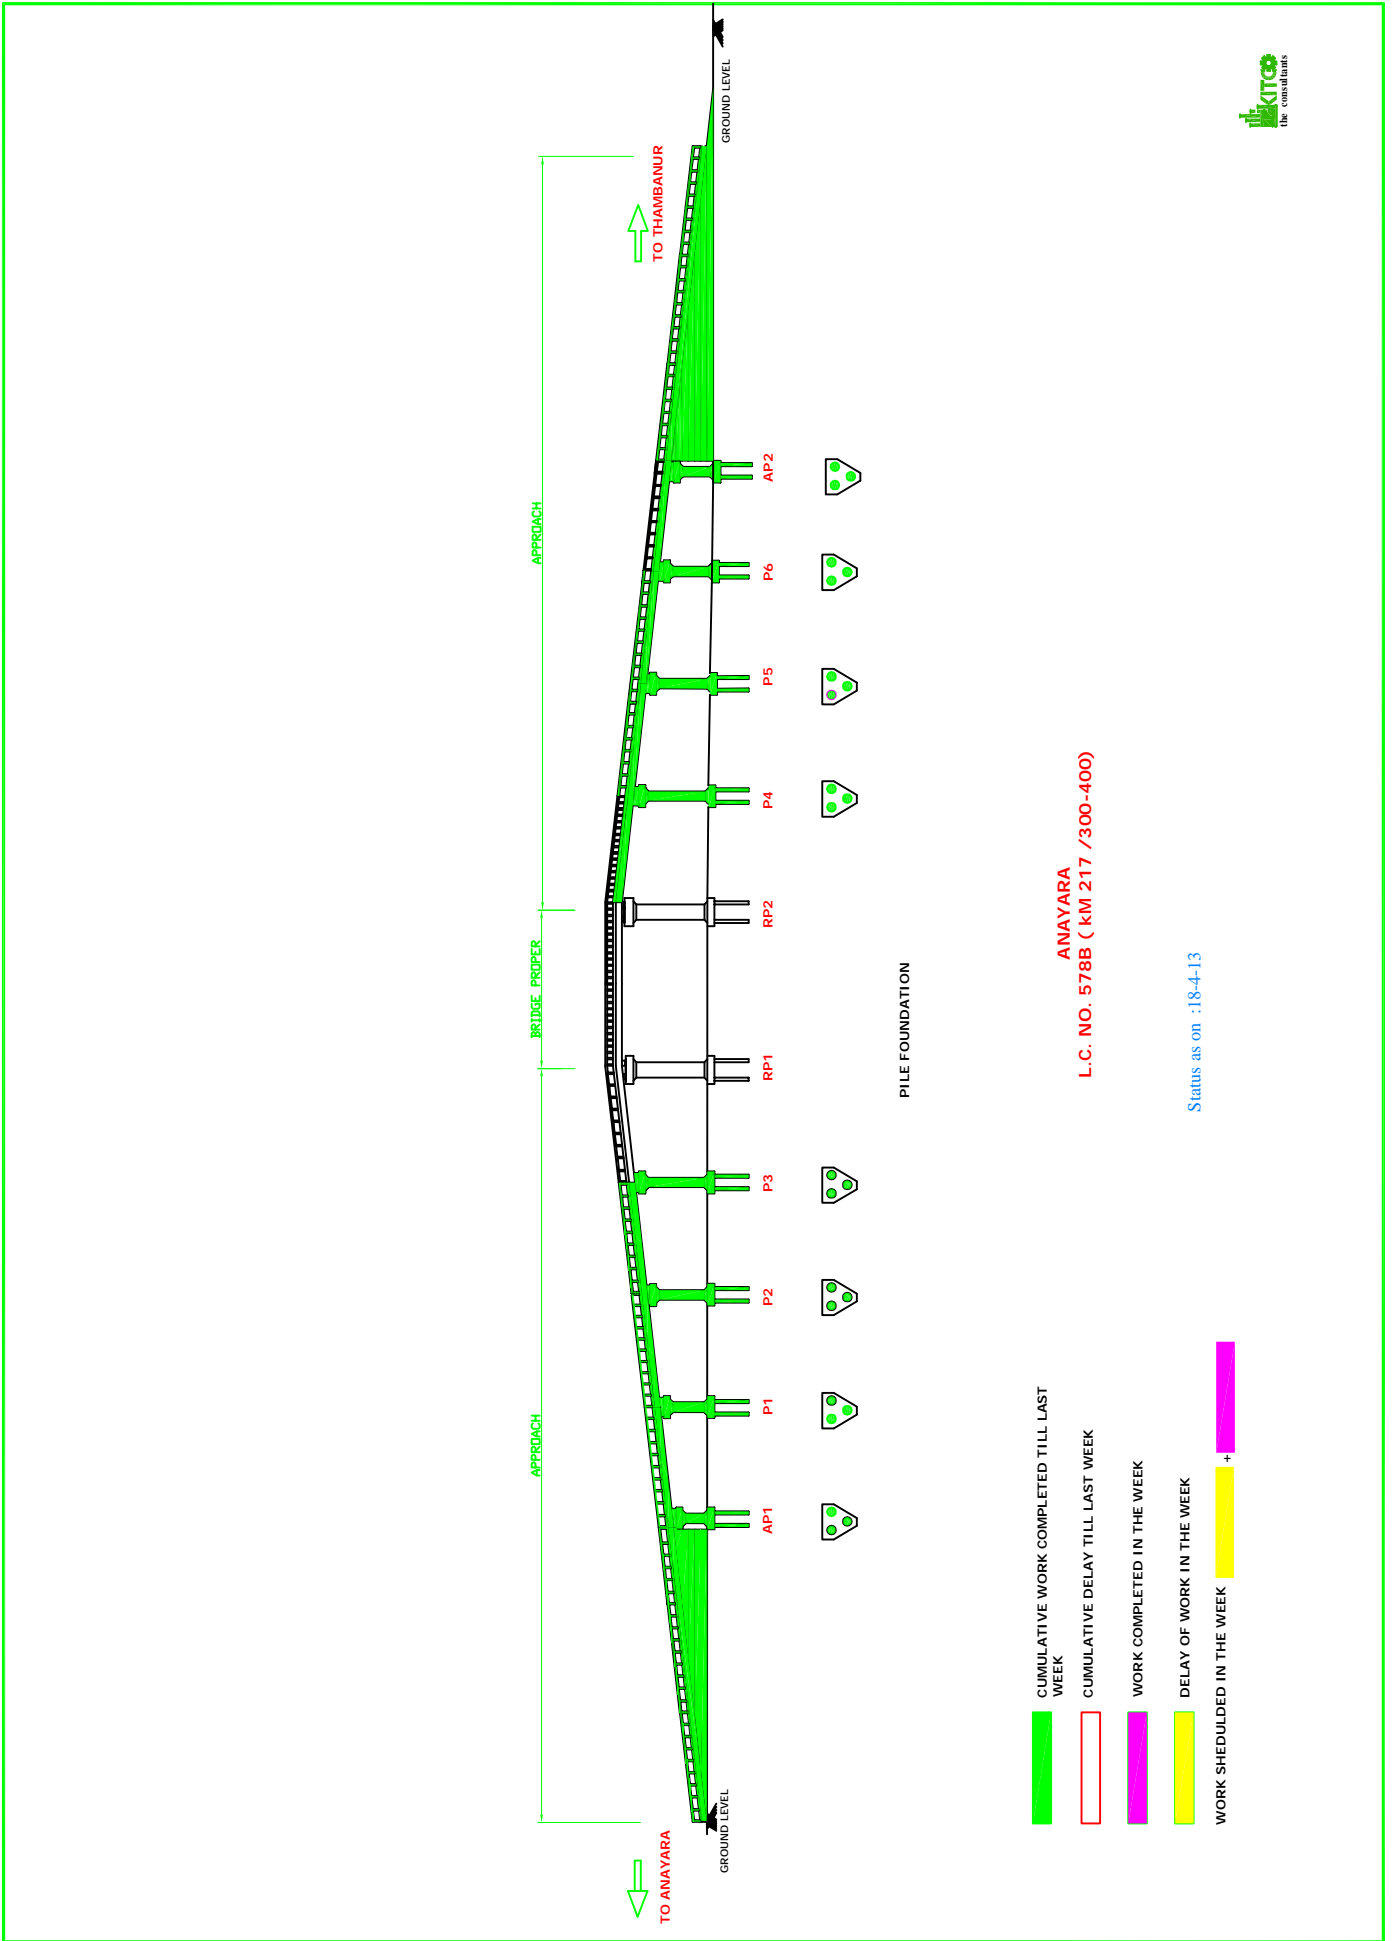 KITCO
the consultants
APPROACH
BRIDGE PROPER
APPROACH
TO ANAYARA
TO THAMBANUR
GROUND LEVEL
GROUND LEVEL
AP1
P1
P2
P3
RP1
RP2
P4
P5
P6
AP2
PILE FOUNDATION
ANAYARA
L.C. NO. 578B ( kM 217 /300-400)
Status as on :18-4-13
CUMULATIVE WORK COMPLETED TILL LAST
WEEK
CUMULATIVE DELAY TILL LAST WEEK
WORK COMPLETED IN THE WEEK
DELAY OF WORK IN THE WEEK
WORK SHEDULDED IN THE WEEK +